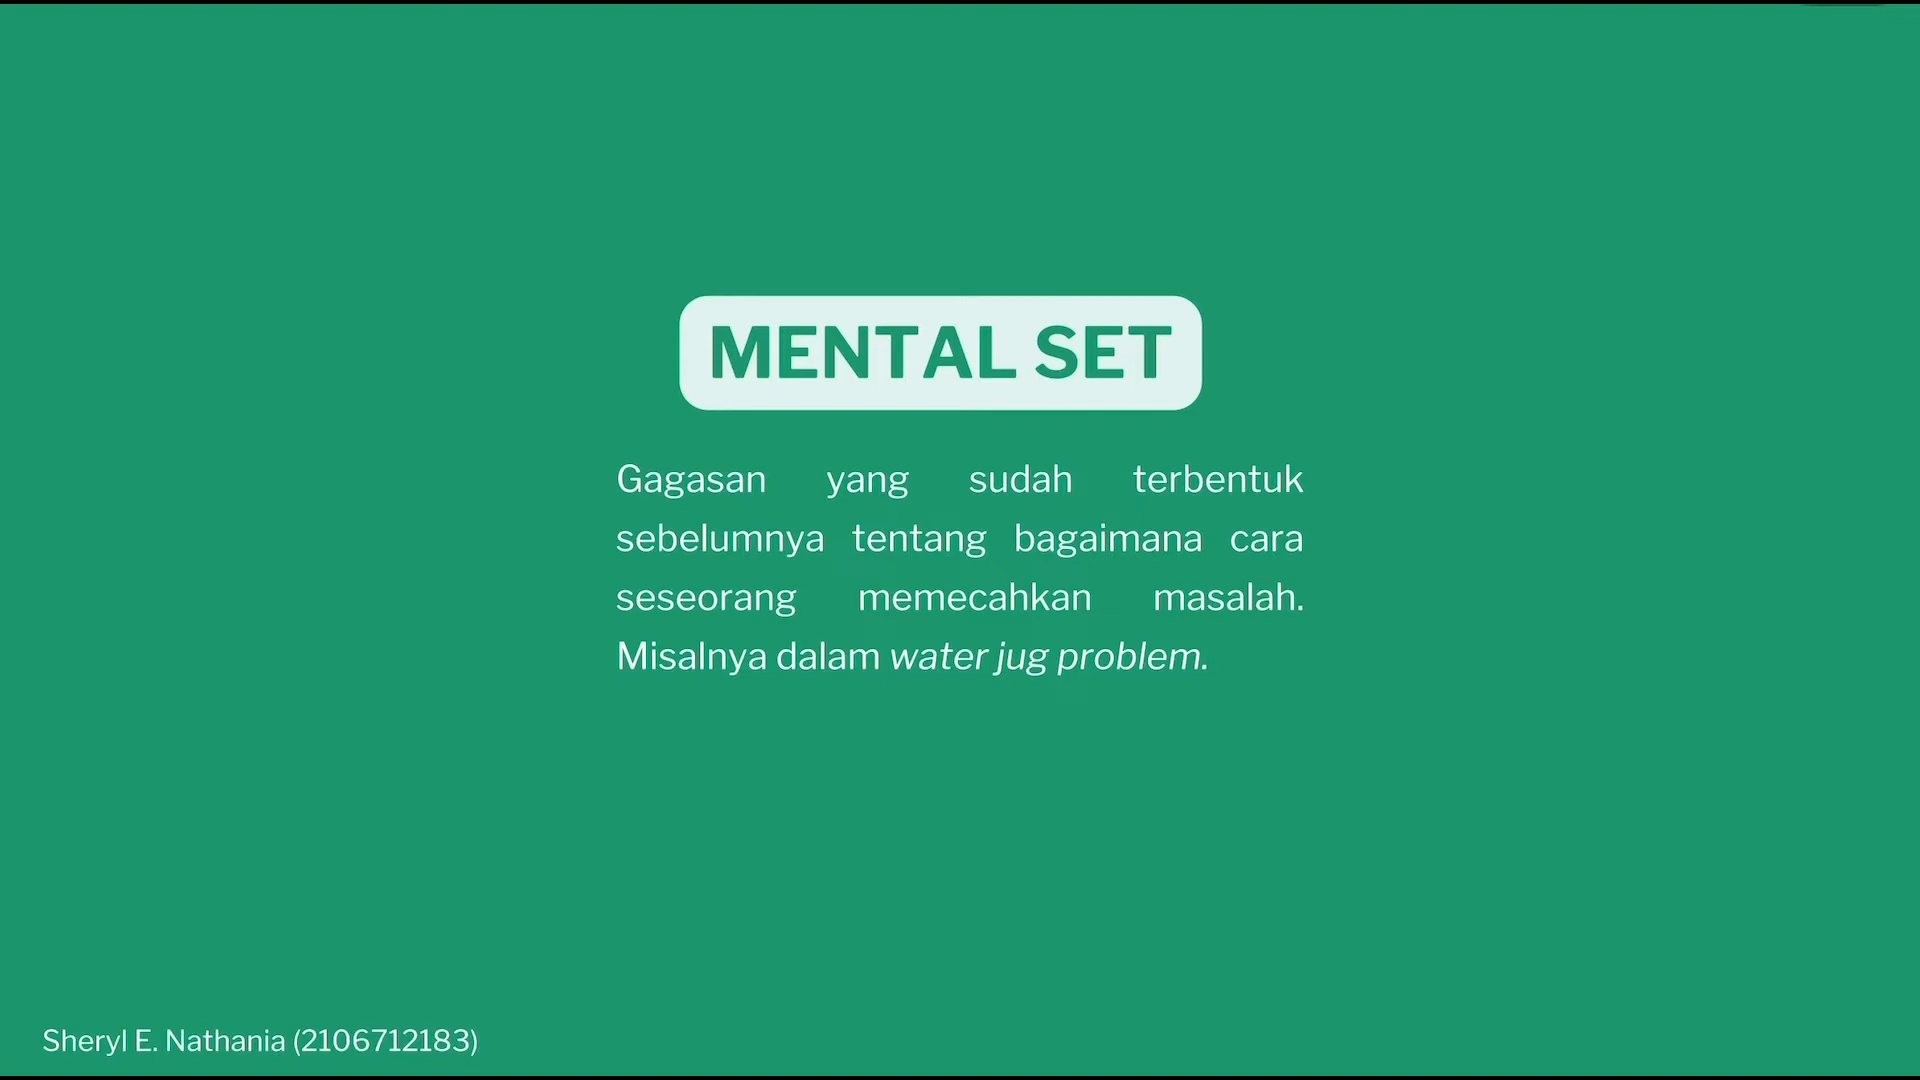 MENTAL SET
Gagasan yang sudah terbentuk
sebelumnya tentang bagaimana cara
seseorang memecahkan masalah.
Misalnya dalam water jug problem.
Sheryl E. Nathania (2106712183)